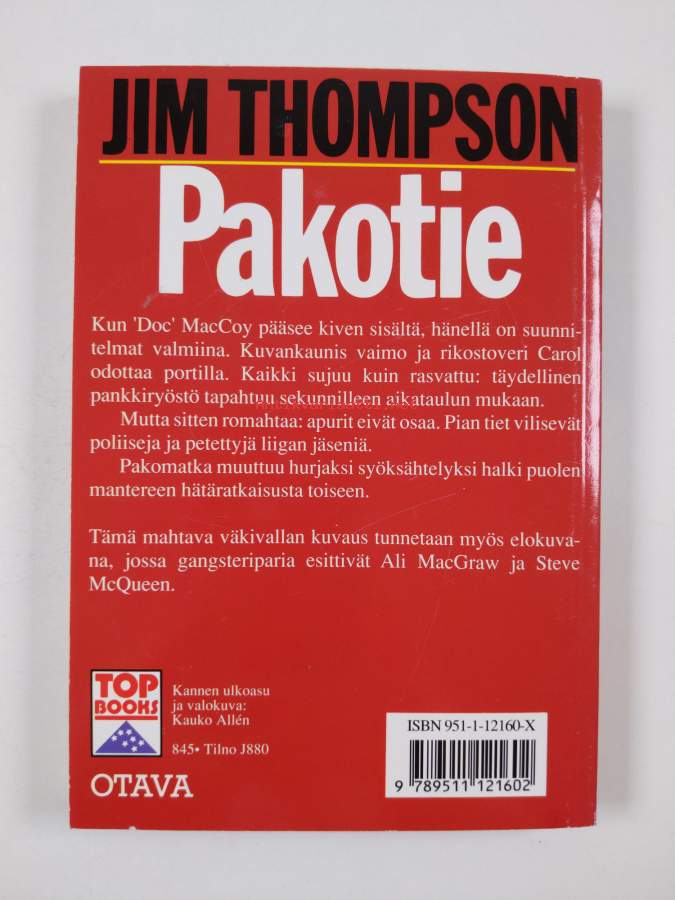 JIM THOMPSON
Pakotie
Kun 'Doc' MacCoy pääsee kiven sisältä, hänellä on suunni-
telmat valmiina. Kuvankaunis vaimo ja rikostoveri Carol
odottaa portilla. Kaikki sujuu kuin rasvattu: täydellinen
pankkiryöstö tapahtuu sekunnilleen aikataulun mukaan.
Mutta sitten romahtaa: apurit eivät osaa. Pian tiet vilisevät
poliiseja ja petettyjä liigan jäseniä.
Pakomatka muuttuu hurjaksi syöksähtelyksi halki puolen
mantereen hätäratkaisusta toiseen.
Tämä mahtava väkivallan kuvaus tunnetaan myös elokuva-
na, jossa gangsteriparia esittivät Ali MacGraw ja Steve
McQueen.
TOP
BOOKS
Kannen ulkoasu
ja valokuva:
Kauko Allén
845• Tilno J880
OTAVA
ISBN 951-1-12160-X
9 789511 121602